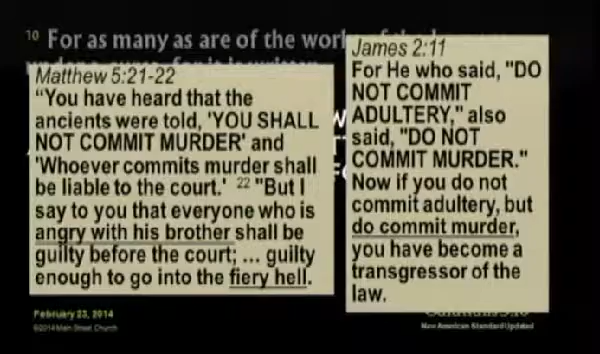 10 For as many as are of the
Matthew 5:21-22
“You have heard that the
ancients were told, 'YOU SHALL
NOT COMMIT MURDER' and
'Whoever commits murder shall
be liable to the court.' 22 "But I
say to you that everyone who is
angry with his brother shall be
guilty before the court; ... guilty
enough to go into the fiery hell.
James 2:11
For He who said, "DO
NOT COMMIT
ADULTERY," also
said, "DO NOT
COMMIT MURDER."
Now if you do not
commit adultery, but
do commit murder,
you have become a
transgressor of the
law.
February 23, 2014
©2014 Main Street Church
New American Standard Updated